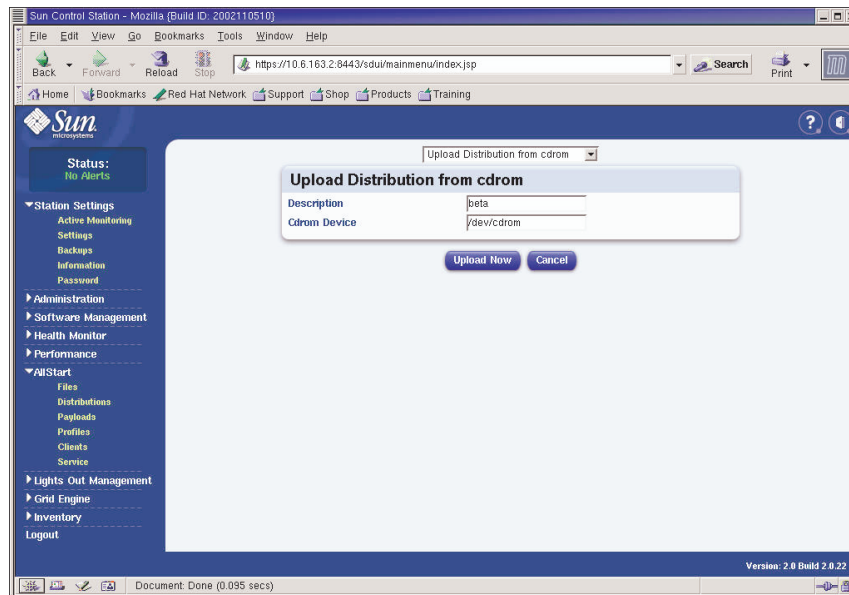 Sun Control Station - Mozilla {Build ID: 2002110510}
File Edit View Go Bookmarks Tools Window Help
Back Forward Reload Stop https://10.6.163.2:8443/sdui/mainmenu/index.jsp Search Print
Home Bookmarks Red Hat Network Support Shop Products Training
Sun
microsystems
?
Upload Distribution from cdrom
Status:
No Alerts
Upload Distribution from cdrom
Description beta
Cdrom Device /dev/cdrom
Upload Now Cancel
Station Settings
Active Monitoring
Settings
Backups
Information
Password
Administration
Software Management
Health Monitor
Performance
AllStart
Files
Distributions
Payloads
Profiles
Clients
Service
Lights Out Management
Grid Engine
Inventory
Logout
Version: 2.0 Build 2.0.22
Document: Done (0.095 secs)